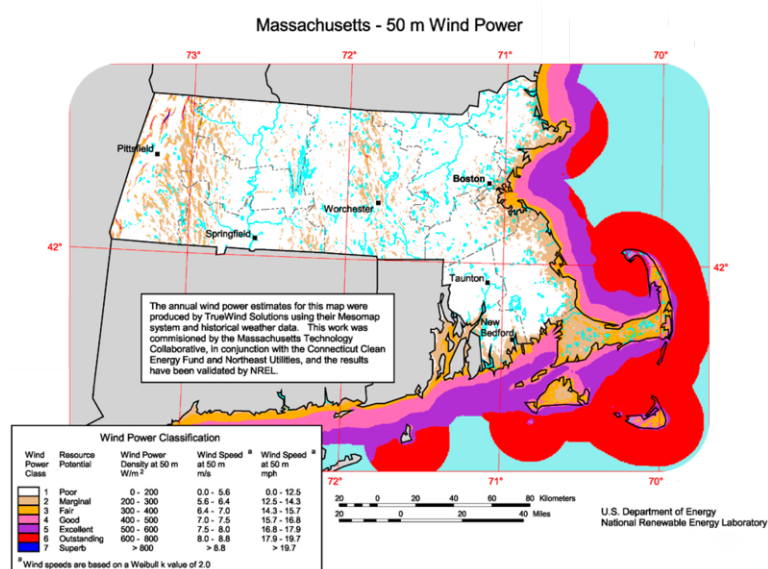 Massachusetts - 50 m Wind Power
73° 72° 71° 70°
Pittsfield
Boston
Worchester
Springfield
42° 42°
Taunton
New
Bedford
The annual wind power estimates for this map were
produced by TrueWind Solutions using their Mesomap
system and historical weather data. This work was
commisioned by the Massachusetts Technology
Collaborative, in conjunction with the Connecticut Clean
Energy Fund and Northeast Utilities, and the results
have been validated by NREL.
72° 71° 70°
Wind Power Classification
Wind Resource Wind Power Wind Speed a Wind Speed a
Power Potential Density at 50 m at 50 m at 50 m
Class W/m 2 m/s mph
1 Poor 0 - 200 0.0 - 5.6 0.0 - 12.5
2 Marginal 200 - 300 5.6 - 6.4 12.5 - 14.3
3 Fair 300 - 400 6.4 - 7.0 14.3 - 15.7
4 Good 400 - 500 7.0 - 7.5 15.7 - 16.8
5 Excellent 500 - 600 7.5 - 8.0 16.8 - 17.9
6 Outstanding 600 - 800 8.0 - 8.8 17.9 - 19.7
7 Superb > 800 > 8.8 > 19.7
a Wind speeds are based on a Weibull k value of 2.0
20 0 20 40 60 80 Kilometers
20 0 20 40 Miles
U.S. Department of Energy
National Renewable Energy Laboratory